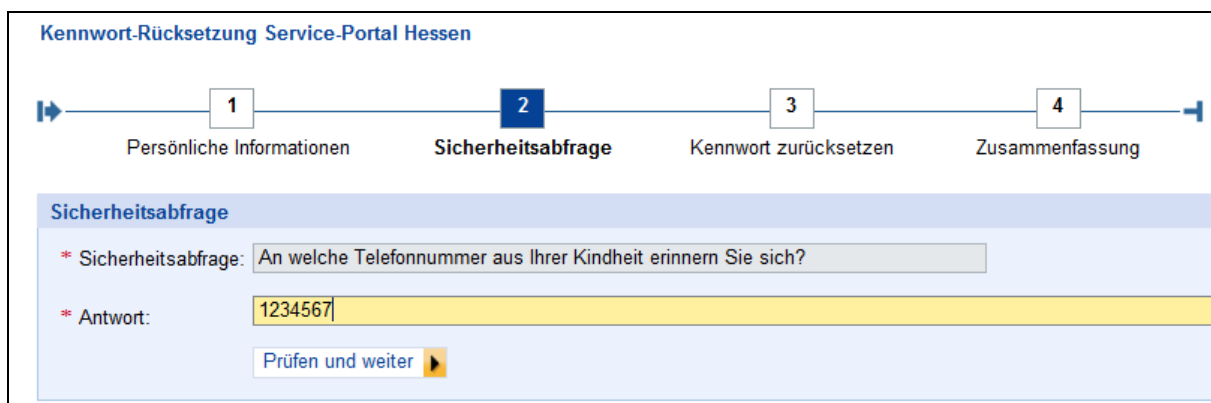 Kennwort-Rücksetzung Service-Portal Hessen
1 2 3 4
Persönliche Informationen Sicherheitsabfrage Kennwort zurücksetzen Zusammenfassung
Sicherheitsabfrage
* Sicherheitsabfrage: An welche Telefonnummer aus Ihrer Kindheit erinnern Sie sich?
* Antwort: 1234567
Prüfen und weiter